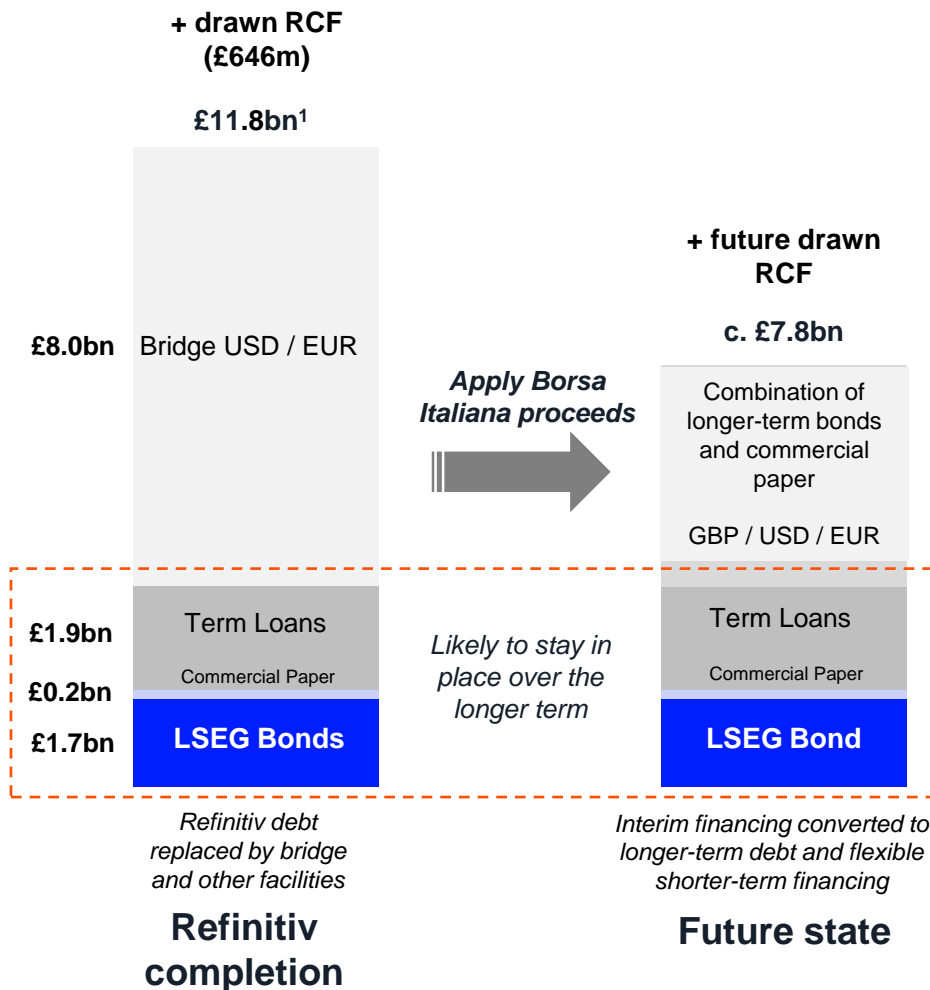 + drawn RCF
(£646m)
£11.8bn¹
£8.0bn
Bridge USD / EUR
£1.9bn
Term Loans
Commercial Paper
£0.2bn
£1.7bn
LSEG Bonds
Refinitiv debt
replaced by bridge
and other facilities
Refinitiv
completion
Apply Borsa
Italiana proceeds
Likely to stay in
place over the
longer term
+ future drawn
RCF
c. £7.8bn
Combination of
longer-term bonds
and commercial
paper
GBP / USD / EUR
Term Loans
Commercial Paper
LSEG Bond
Interim financing converted to
longer-term debt and flexible
shorter-term financing
Future state